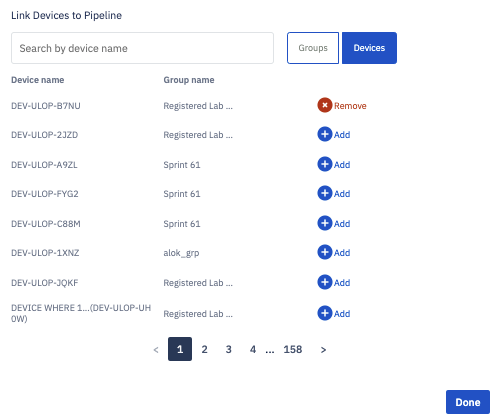 Link Devices to Pipeline
Search by device name
Groups
Devices
Device name Group name
DEV-ULOP-B7NU Registered Lab ... Remove
DEV-ULOP-2JZD Registered Lab ... Add
DEV-ULOP-A9ZL Sprint 61 Add
DEV-ULOP-FYG2 Sprint 61 Add
DEV-ULOP-C88M Sprint 61 Add
DEV-ULOP-1XNZ alok_grp Add
DEV-ULOP-JQKF Registered Lab ... Add
DEVICE WHERE 1...(DEV-ULOP-UH
0W) Registered Lab ... Add
< 1 2 3 4 ... 158 >
Done